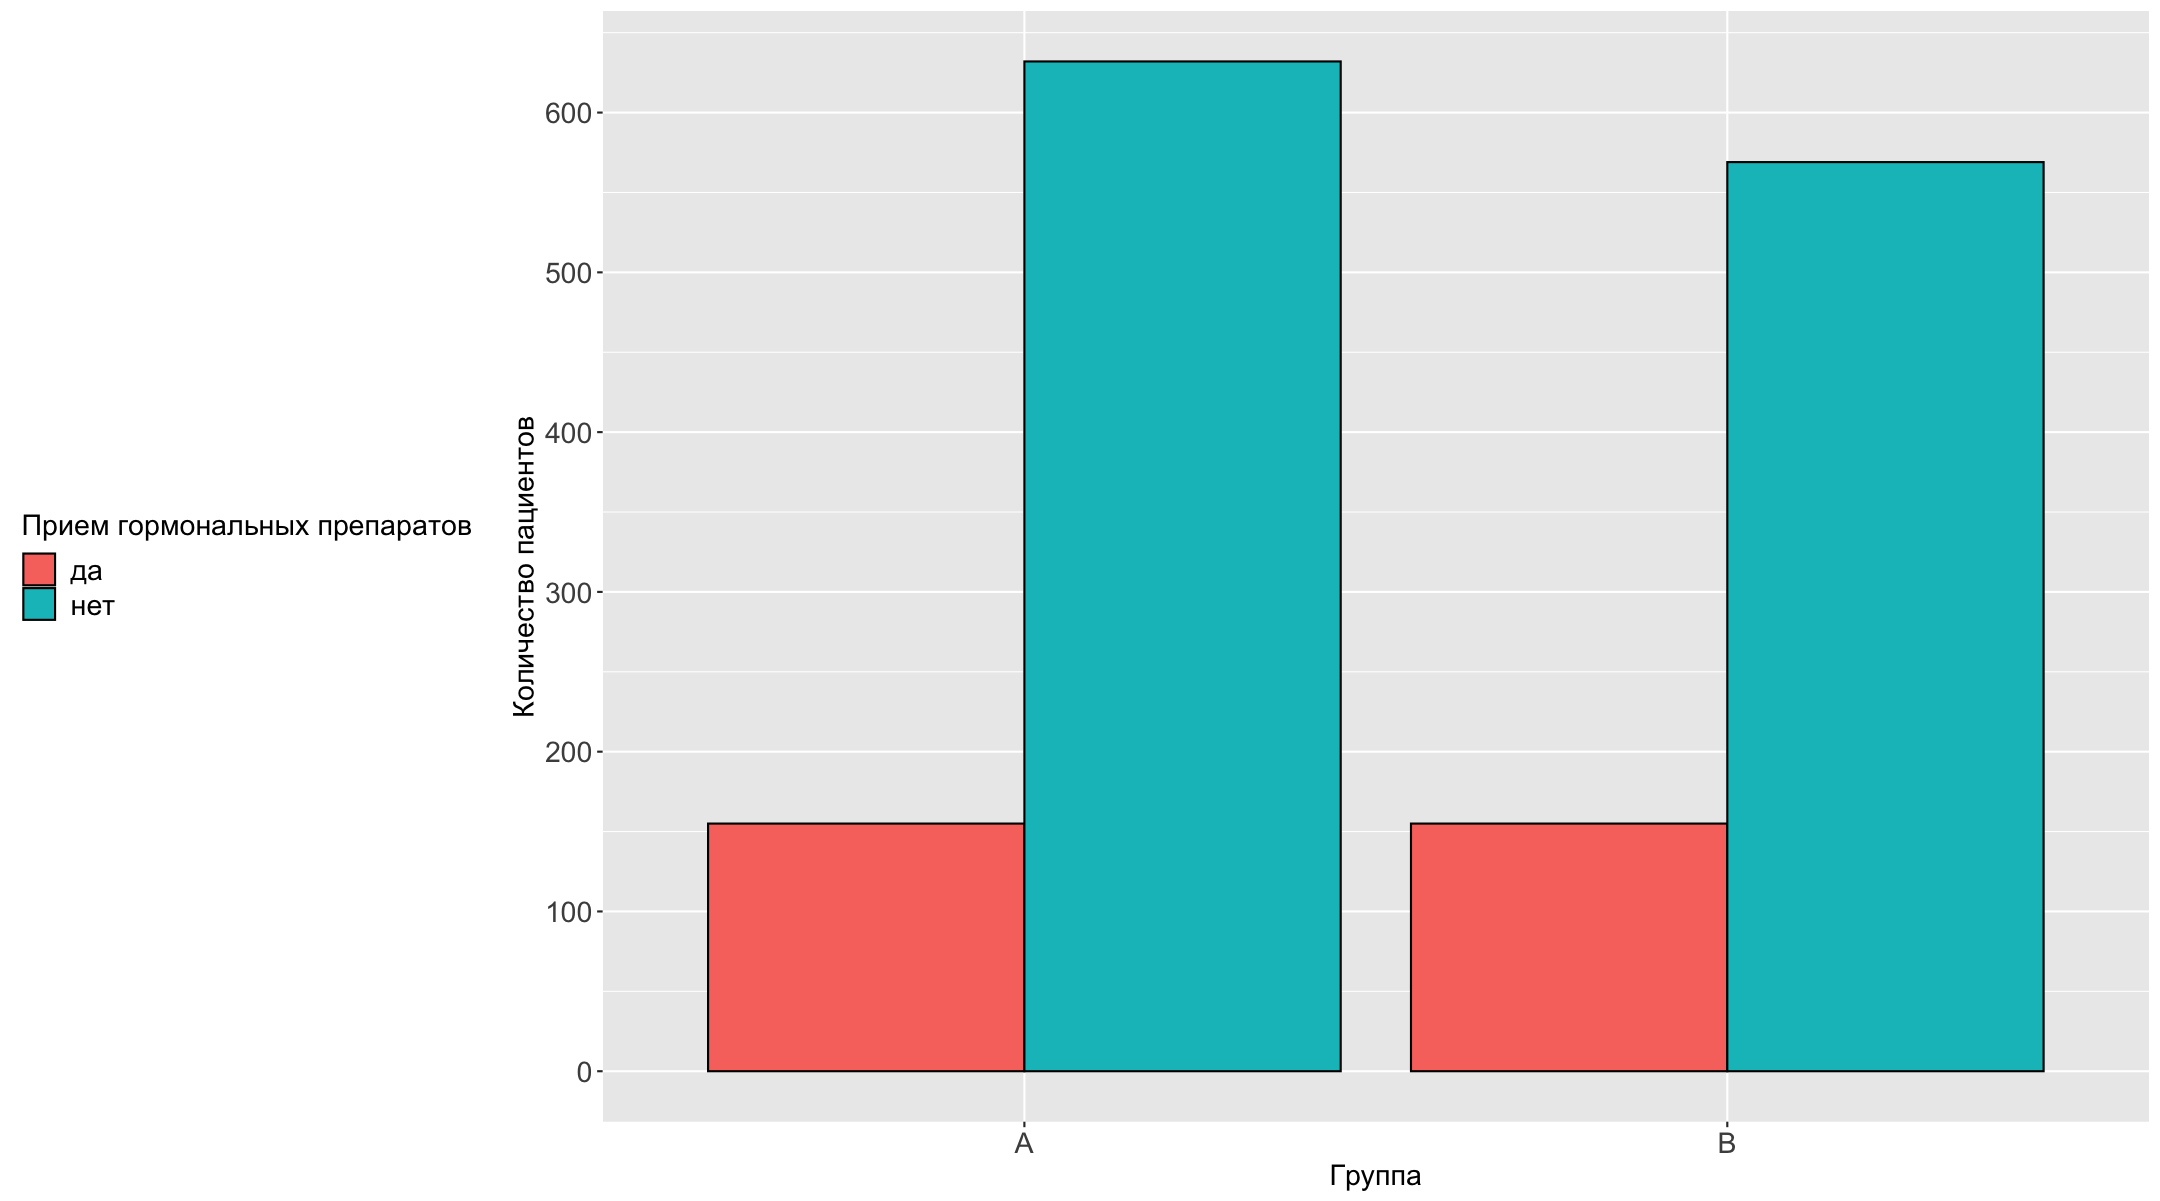 Прием гормональных препаратов
да
нет
Количество пациентов
600
500
400
300
200
100
0
A
B
Группа